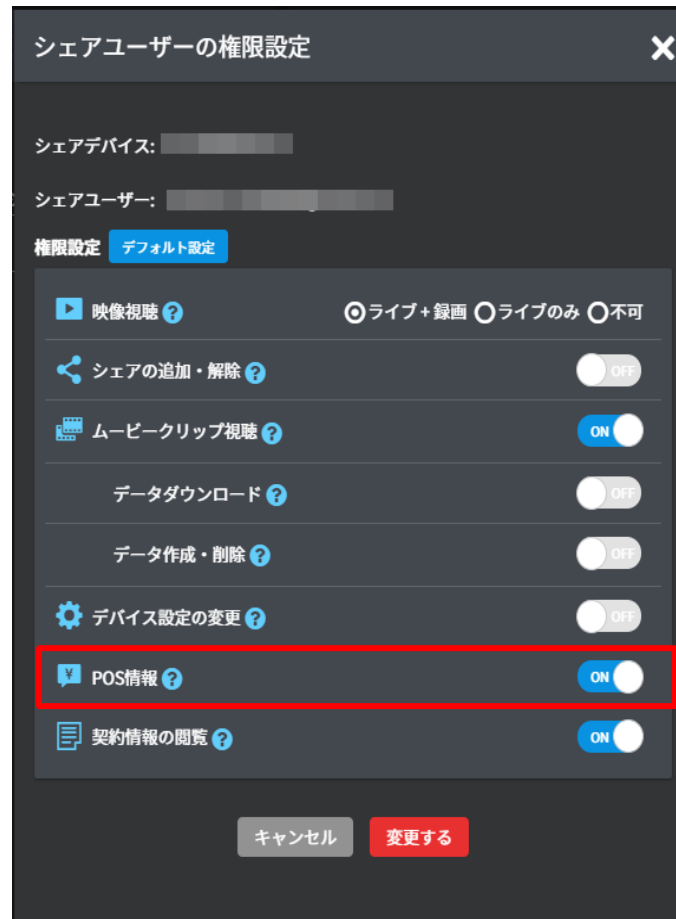 シェアユーザーの権限設定
シェアデバイス:
シェアユーザー:
権限設定 デフォルト設定
映像視聴 ? ライブ+録画 ライブのみ 不可
シェアの追加・解除 ? OFF
ムービークリップ視聴 ? ON
データダウンロード ? OFF
データ作成・削除 ? OFF
デバイス設定の変更 ? OFF
¥ POS情報 ? ON
契約情報の閲覧 ? ON
キャンセル 変更する